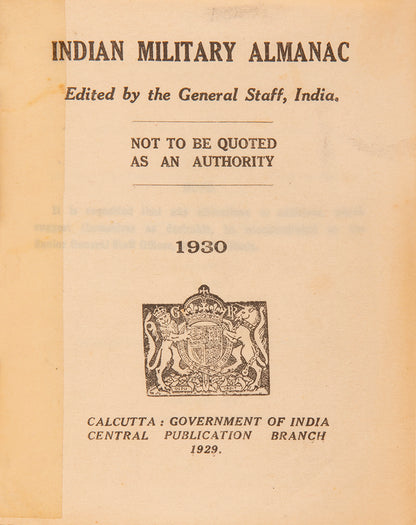 INDIAN MILITARY ALMANAC
Edited by the General Staff, India.
NOT TO BE QUOTED
AS AN AUTHORITY
1930
G R
CALCUTTA : GOVERNMENT OF INDIA
CENTRAL PUBLICATION BRANCH
1929.